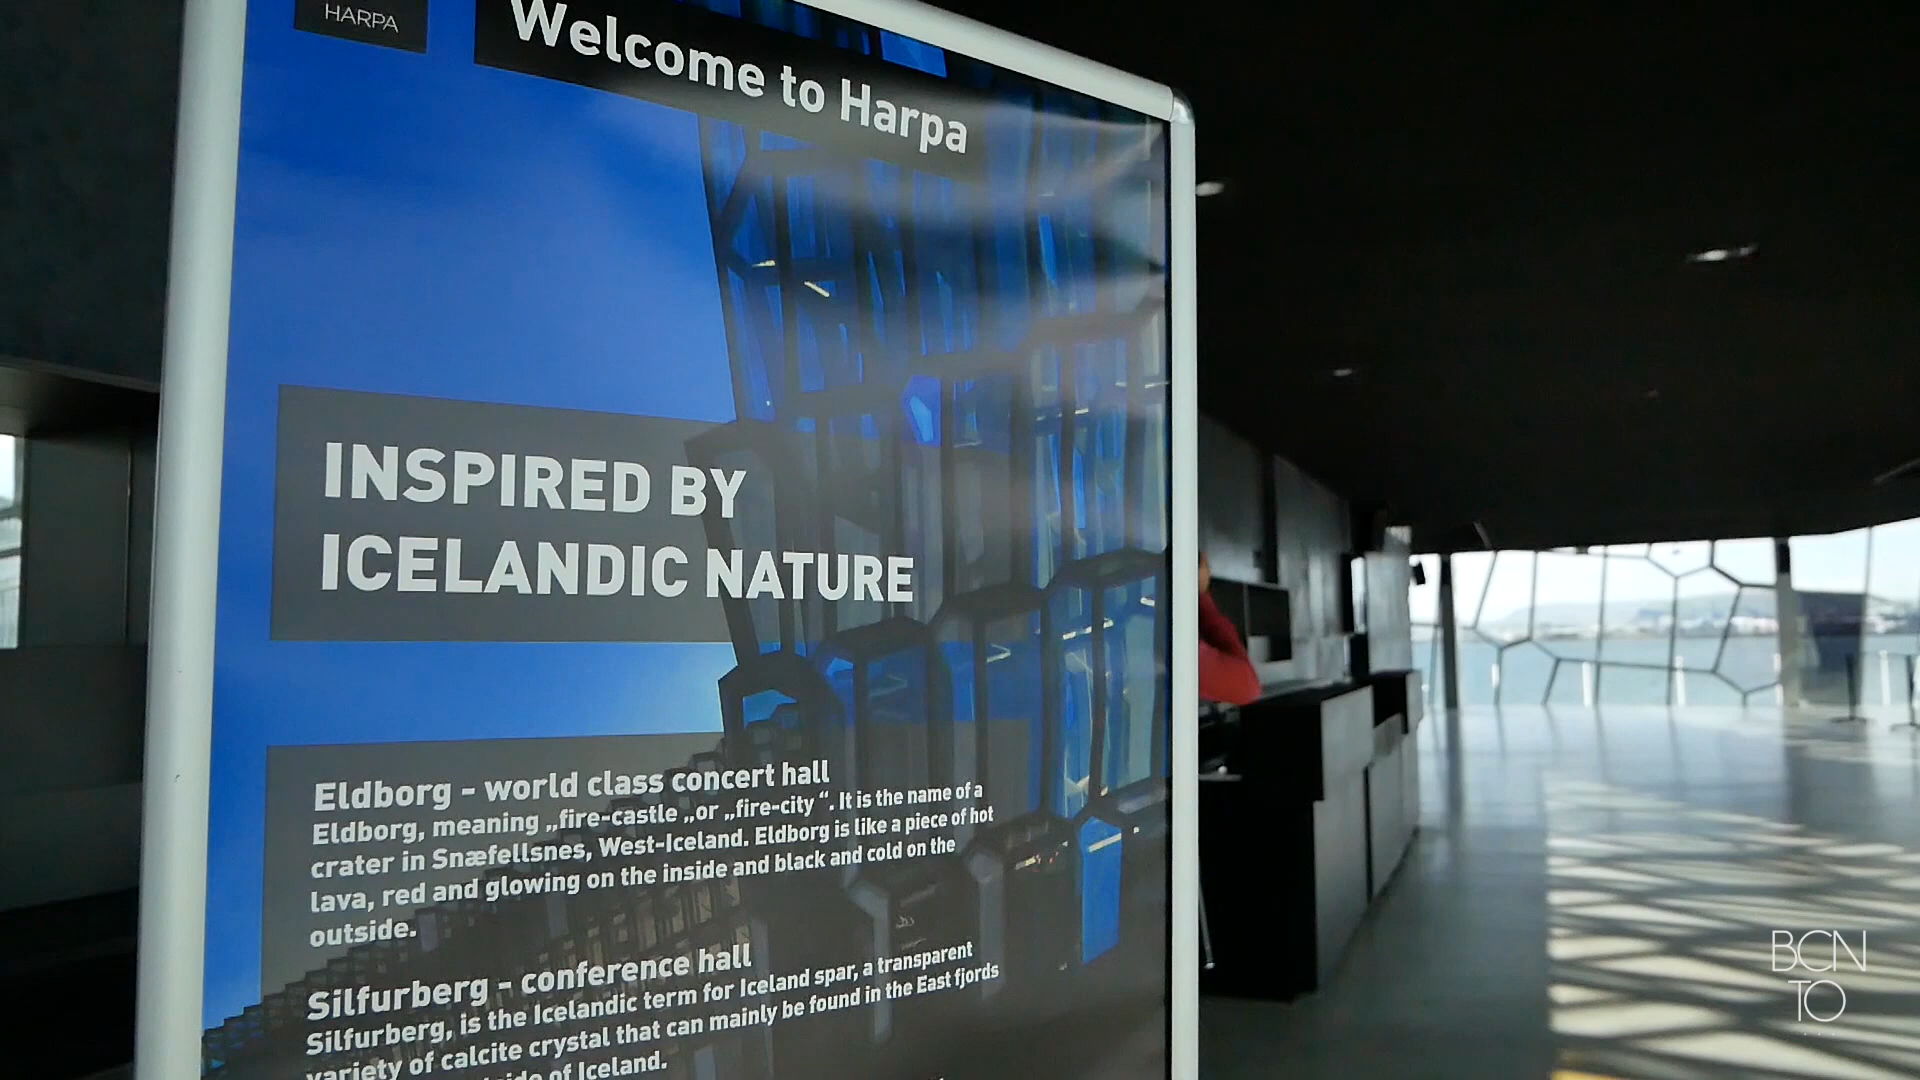 HARPA
Welcome to Harpa
INSPIRED BY
ICELANDIC NATURE
Eldborg - world class concert hall
Eldborg, meaning „fire-castle „or „fire-city “. It is the name of a
crater in Snæfellsnes, West-Iceland. Eldborg is like a piece of hot
lava, red and glowing on the inside and black and cold on the
outside.
Silfurberg - conference hall
Silfurberg, is the Icelandic term for Iceland spar, a transparent
variety of calcite crystal that can mainly be found in the East fjords
of Iceland.
BCN
TO